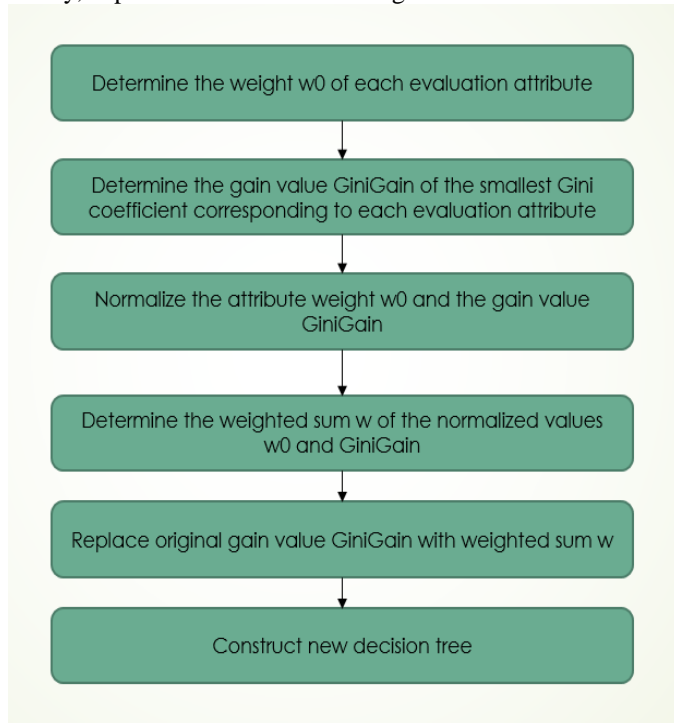 Determine the weight w0 of each evaluation attribute
Determine the gain value GiniGain of the smallest Gini
coefficient corresponding to each evaluation attribute
Normalize the attribute weight w0 and the gain value
GiniGain
Determine the weighted sum w of the normalized values
w0 and GiniGain
Replace original gain value GiniGain with weighted sum w
Construct new decision tree